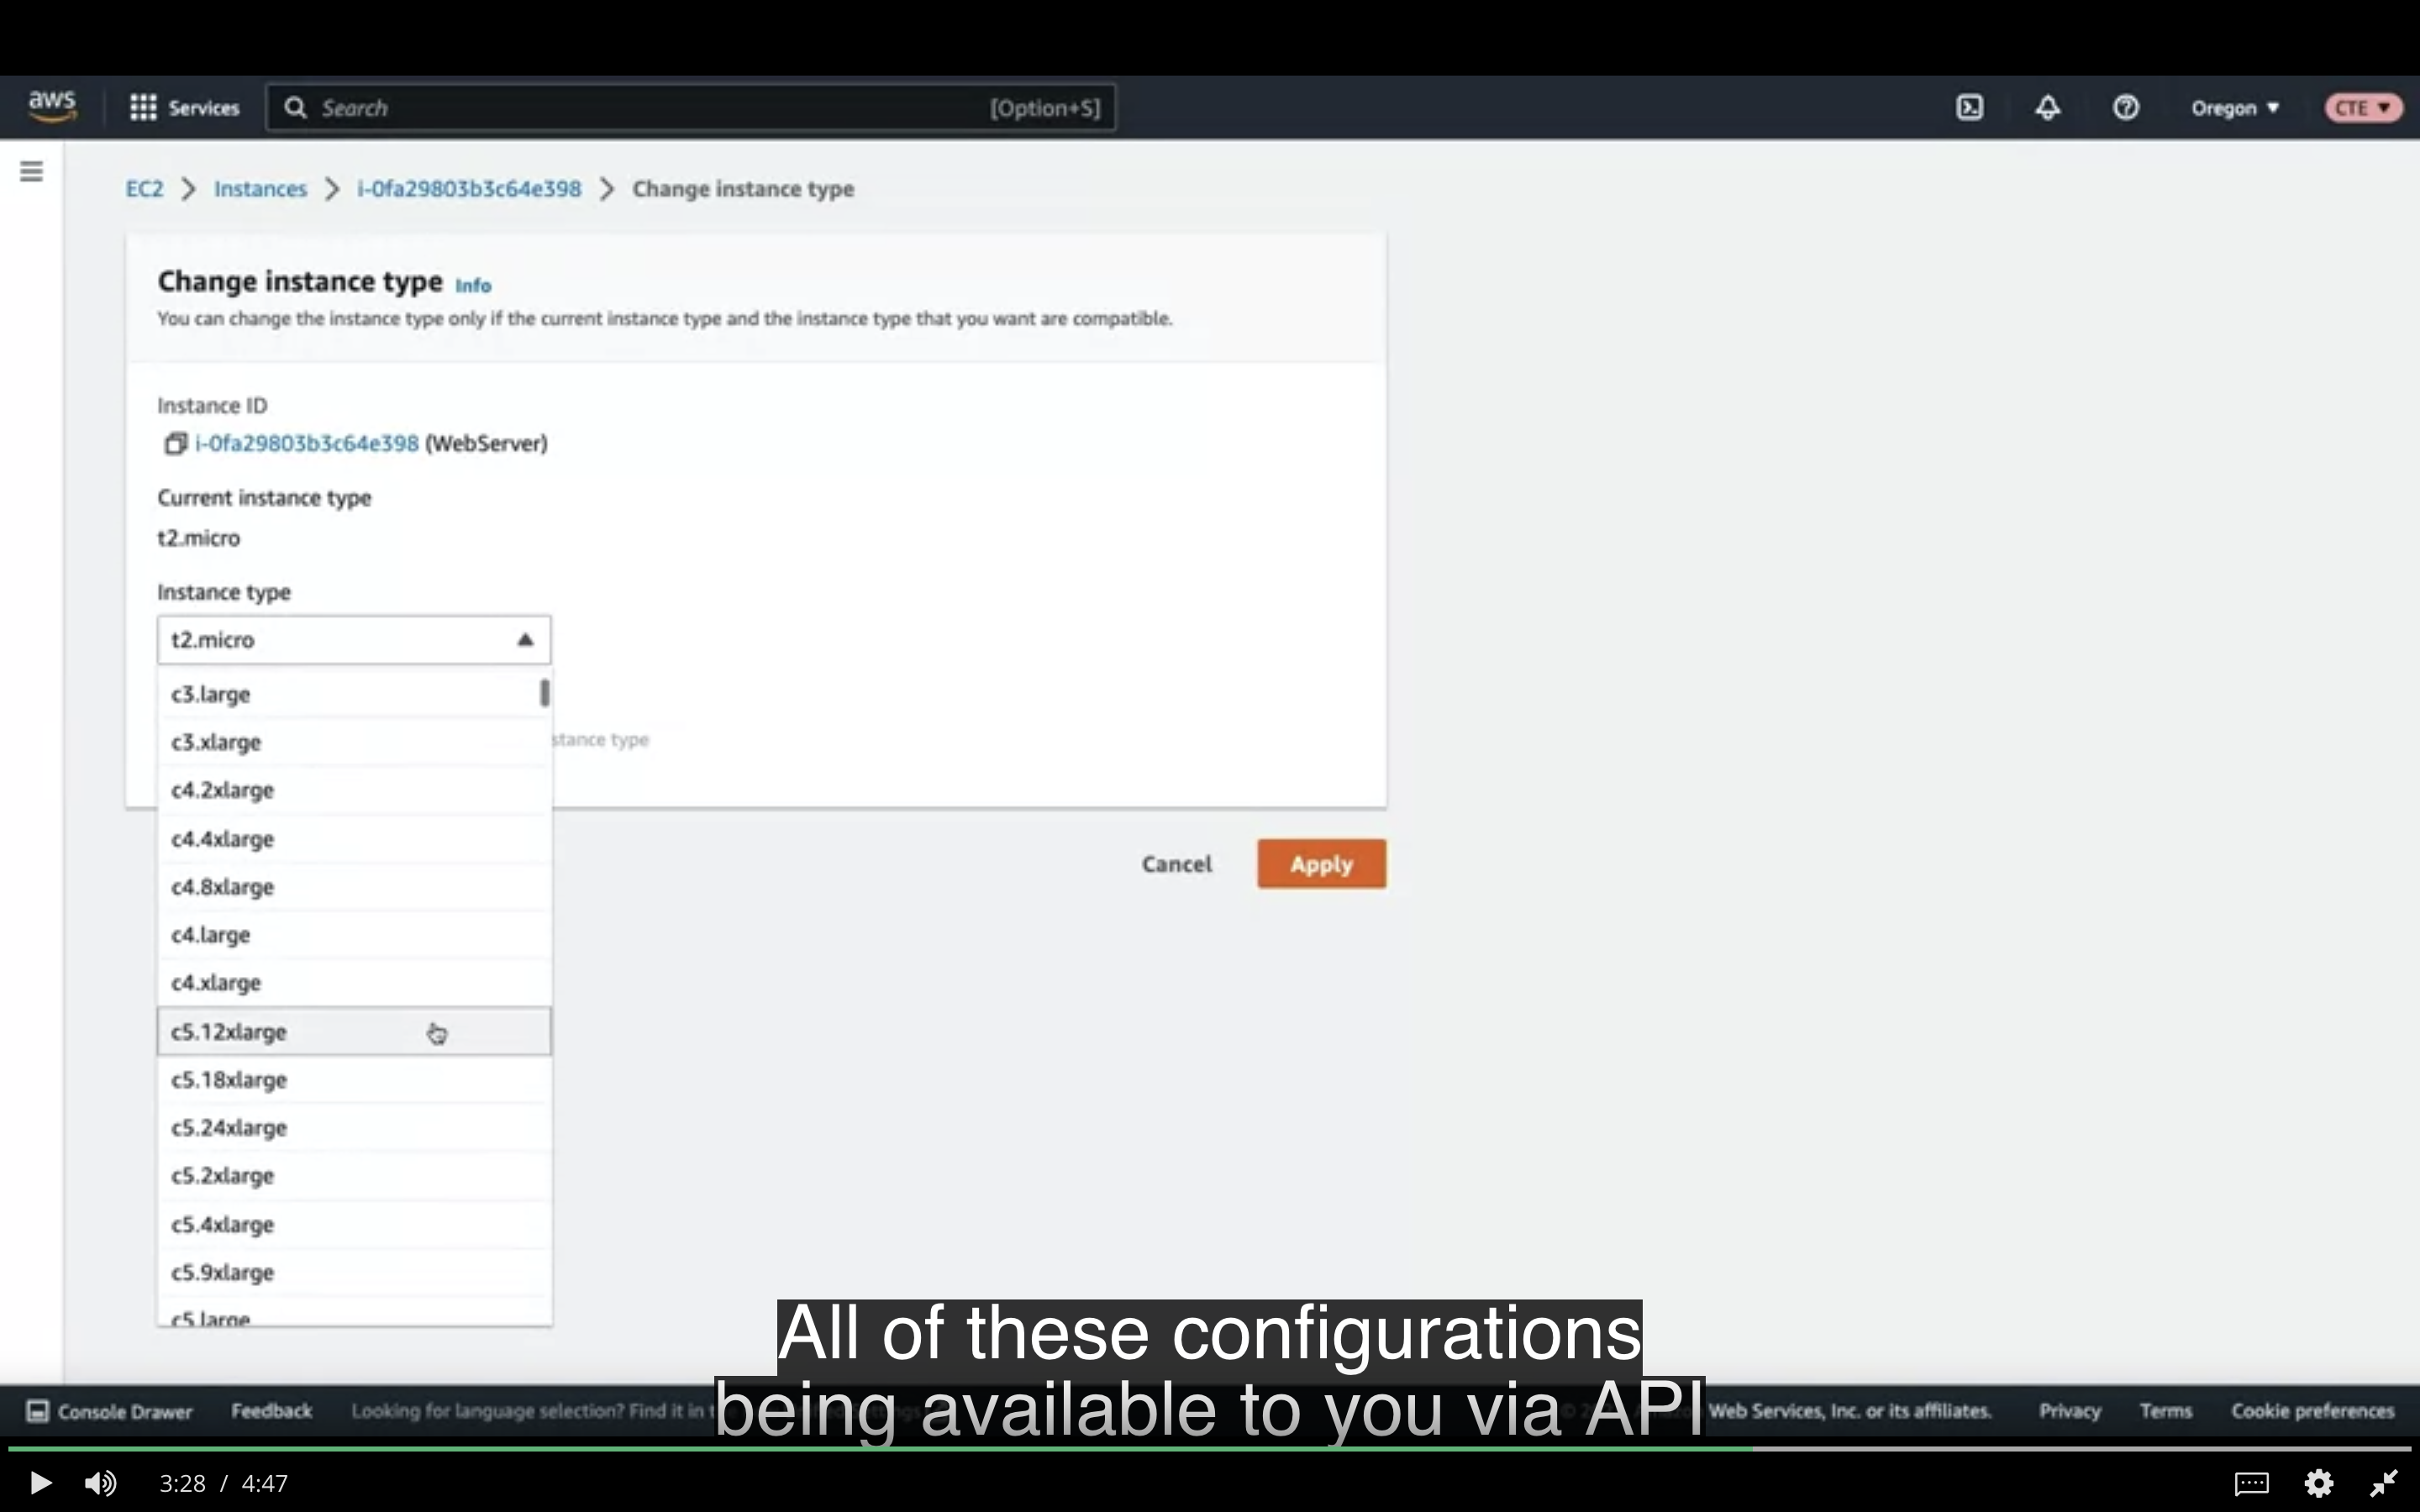 aws Services Search [Option+S] Oregon CTE
EC2 > Instances > i-0fa29803b3c64e398 > Change instance type
Change instance type Info
You can change the instance type only if the current instance type and the instance type that you want are compatible.
Instance ID
i-0fa29803b3c64e398 (WebServer)
Current instance type
t2.micro
Instance type
t2.micro
c3.large
c3.xlarge
stance type
c4.2xlarge
c4.4xlarge
Cancel Apply
c4.8xlarge
c4.large
c4.xlarge
c5.12xlarge
c5.18xlarge
c5.24xlarge
c5.2xlarge
c5.4xlarge
c5.9xlarge
c5.large
All of these configurations
being available to you via API
Console Drawer Feedback Looking for language selection? Find it in Web Services, Inc. or its affiliates. Privacy Terms Cookie preferences
3:28 / 4:47